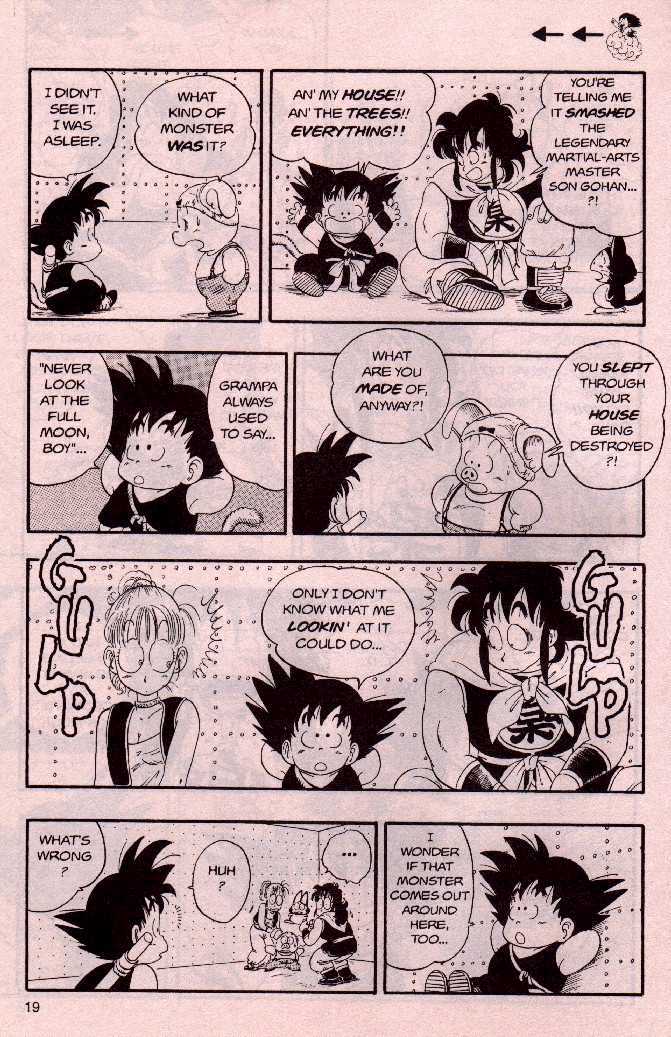 YOU'RE
TELLING ME
IT SMASHED
THE
LEGENDARY
MARTIAL-ARTS
MASTER
SON GOHAN...
?!
AN' MY HOUSE!!
AN' THE TREES!!
EVERYTHING!!
WHAT
KIND OF
MONSTER
WAS IT?
I DIDN'T
SEE IT.
I WAS
ASLEEP.
YOU SLEPT
THROUGH
YOUR
HOUSE
BEING
DESTROYED
?!
WHAT
ARE YOU
MADE OF,
ANYWAY?!
GRAMPA
ALWAYS
USED
TO SAY...
"NEVER
LOOK
AT THE
FULL
MOON,
BOY"...
GULP
ONLY I DON'T
KNOW WHAT ME
LOOKIN' AT IT
COULD DO...
GULP
I
WONDER
IF THAT
MONSTER
COMES OUT
AROUND
HERE,
TOO...
...
HUH
?
WHAT'S
WRONG
?
19